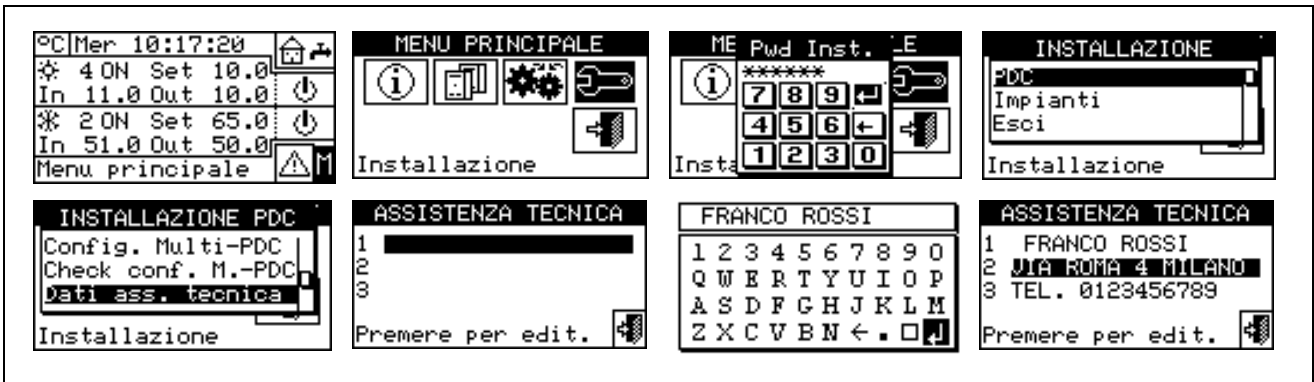 °C Mer 10:17:20
4 ON Set 10.0
In 11.0 Out 10.0
2 ON Set 65.0
In 51.0 Out 50.0
Menu principale M
MENU PRINCIPALE
i
Installazione
ME Pwd Inst. LE
******
i 7 8 9
4 5 6 ←
Insta 1 2 3 0
INSTALLAZIONE
PDC
Impianti
Esci
Installazione
INSTALLAZIONE PDC
Config. Multi-PDC
Check conf. M.-PDC
Dati ass. tecnica
Installazione
ASSISTENZA TECNICA
1
2
3
Premere per edit.
FRANCO ROSSI
1 2 3 4 5 6 7 8 9 0
Q W E R T Y U I O P
A S D F G H J K L M
Z X C V B N ← .
ASSISTENZA TECNICA
1 FRANCO ROSSI
2 VIA ROMA 4 MILANO
3 TEL. 0123456789
Premere per edit.